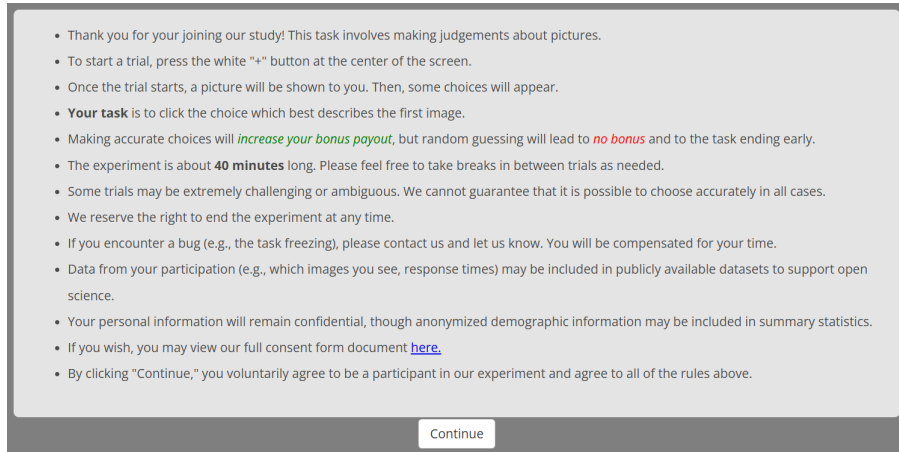 Thank you for your joining our study! This task involves making judgements about pictures.
To start a trial, press the white "+" button at the center of the screen.
Once the trial starts, a picture will be shown to you. Then, some choices will appear.
Your task is to click the choice which best describes the first image.
Making accurate choices will increase your bonus payout, but random guessing will lead to no bonus and to the task ending early.
The experiment is about 40 minutes long. Please feel free to take breaks in between trials as needed.
Some trials may be extremely challenging or ambiguous. We cannot guarantee that it is possible to choose accurately in all cases.
We reserve the right to end the experiment at any time.
If you encounter a bug (e.g., the task freezing), please contact us and let us know. You will be compensated for your time.
Data from your participation (e.g., which images you see, response times) may be included in publicly available datasets to support open
science.
Your personal information will remain confidential, though anonymized demographic information may be included in summary statistics.
If you wish, you may view our full consent form document here.
By clicking "Continue," you voluntarily agree to be a participant in our experiment and agree to all of the rules above.
Continue